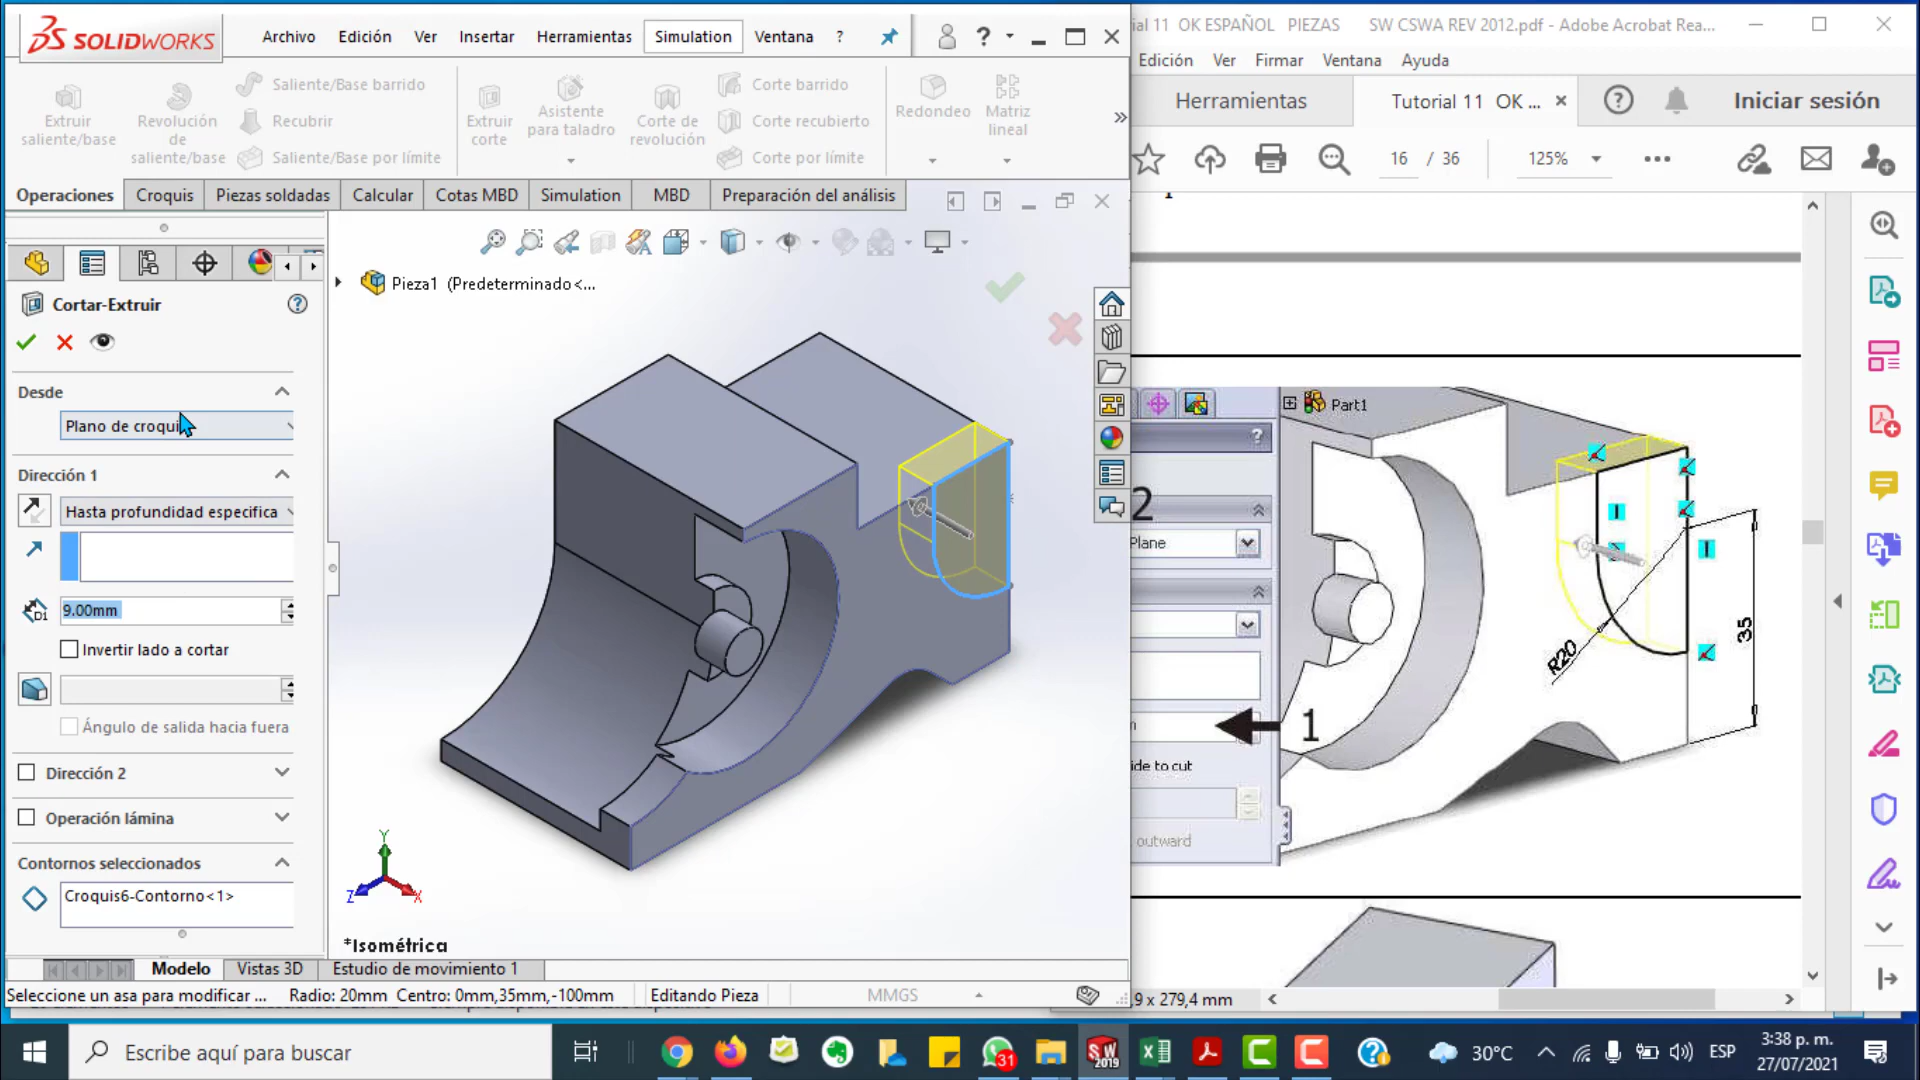 SOLIDWORKS
Archivo Edición Ver Insertar Herramientas Simulation Ventana ?
Extruir saliente/base
Revolución de saliente/base
Saliente/Base barrido
Recubrir
Saliente/Base por límite
Extruir corte
Asistente para taladro
Corte de revolución
Corte barrido
Corte recubierto
Corte por límite
Redondeo
Matriz lineal
Operaciones Croquis Piezas soldadas Calcular Cotas MBD Simulation MBD Preparación del análisis
Pieza1 (Predeterminado<...
Cortar-Extruir
Desde
Plano de croqui
Dirección 1
Hasta profundidad especifica
D1
9.00mm
Invertir lado a cortar
Ángulo de salida hacia fuera
Dirección 2
Operación lámina
Contornos seleccionados
Croquis6-Contorno<1>
Y
Z
X
*Isométrica
Modelo Vistas 3D Estudio de movimiento 1
Seleccione un asa para modificar ... Radio: 20mm Centro: 0mm,35mm,-100mm Editando Pieza MMGS
ial 11 OK ESPAÑOL PIEZAS SW CSWA REV 2012.pdf - Adobe Acrobat Rea...
Edición Ver Firmar Ventana Ayuda
Herramientas Tutorial 11 OK ... × Iniciar sesión
16 / 36 125%
Part1
2
Plane
1
ide to cut
outward
R20
35
,9 x 279,4 mm
Escribe aquí para buscar
31
SW 2019
30°C
ESP
3:38 p. m.
27/07/2021